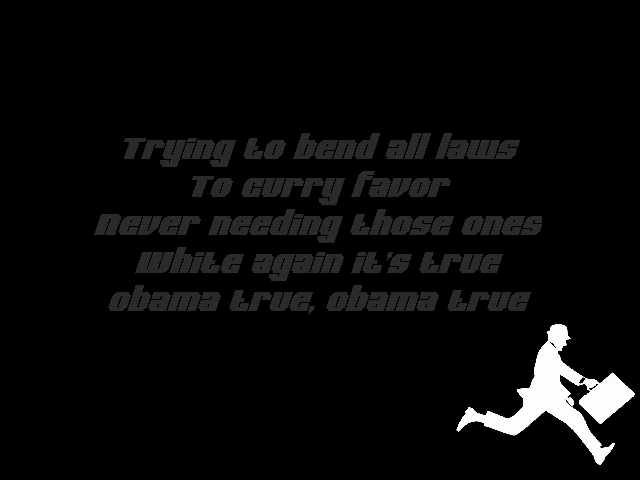 Trying to bend all laws
To curry favor
Never needing those ones
White again it's true
obama true, obama true